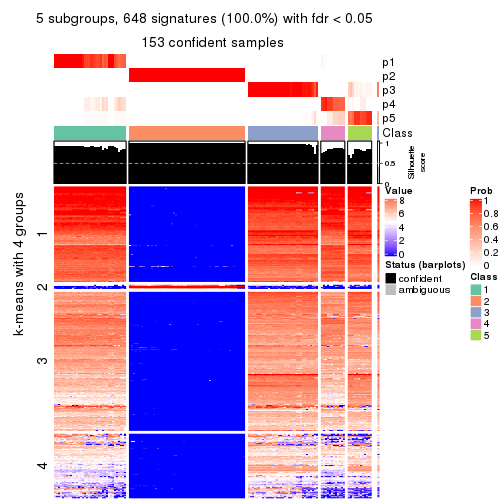 5 subgroups, 648 signatures (100.0%) with fdr < 0.05
153 confident samples
p1
p2
p3
p4
p5
Class
1
0.5
0
Silhouette
score
k-means with 4 groups
1
2
3
4
Value
8
6
4
2
0
Status (barplots)
confident
ambiguous
Prob
1
0.8
0.6
0.4
0.2
0
Class
1
2
3
4
5